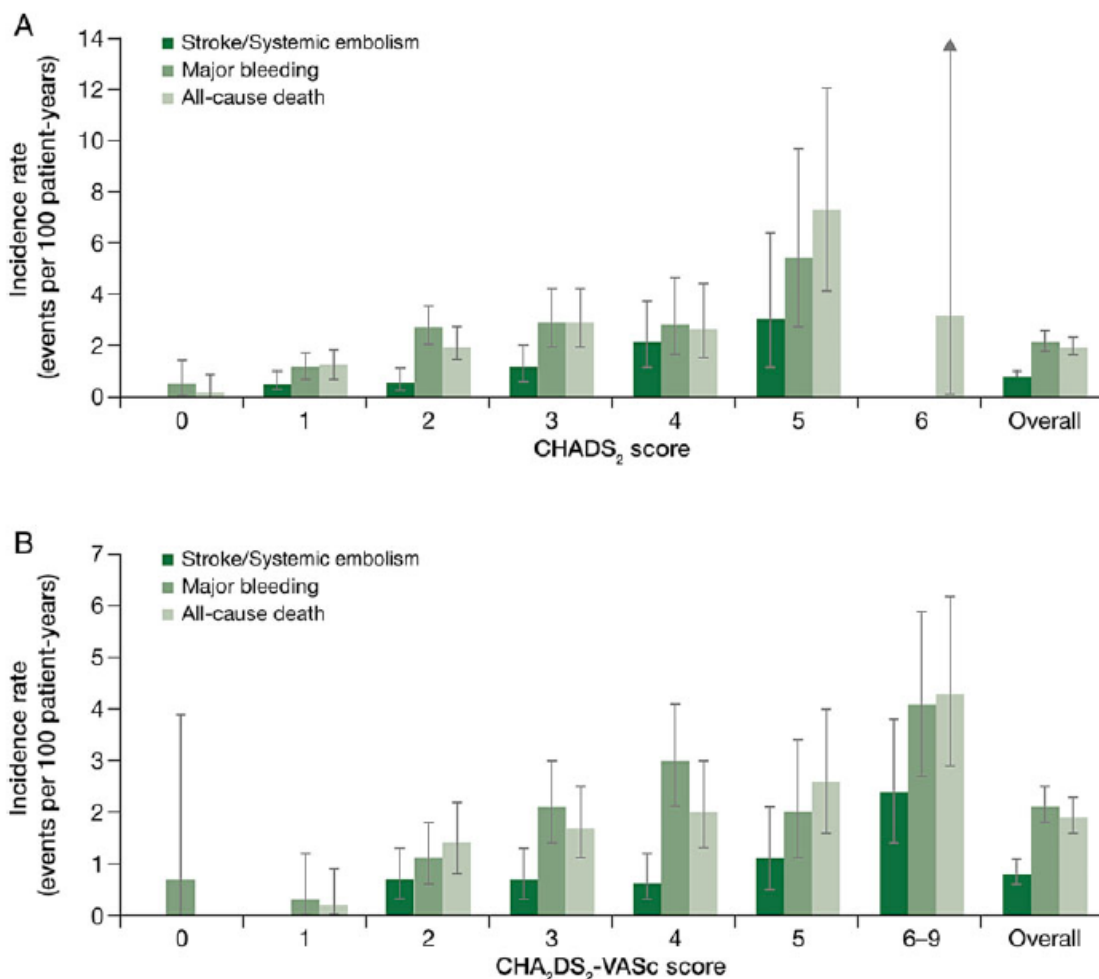 A
14
12
10
8
6
4
2
0
Incidence rate
(events per 100 patient-years)
Stroke/Systemic embolism
Major bleeding
All-cause death
0 1 2 3 4 5 6 Overall
CHADS₂ score
B
7
6
5
4
3
2
1
0
Incidence rate
(events per 100 patient-years)
Stroke/Systemic embolism
Major bleeding
All-cause death
0 1 2 3 4 5 6–9 Overall
CHA₂DS₂-VASc score